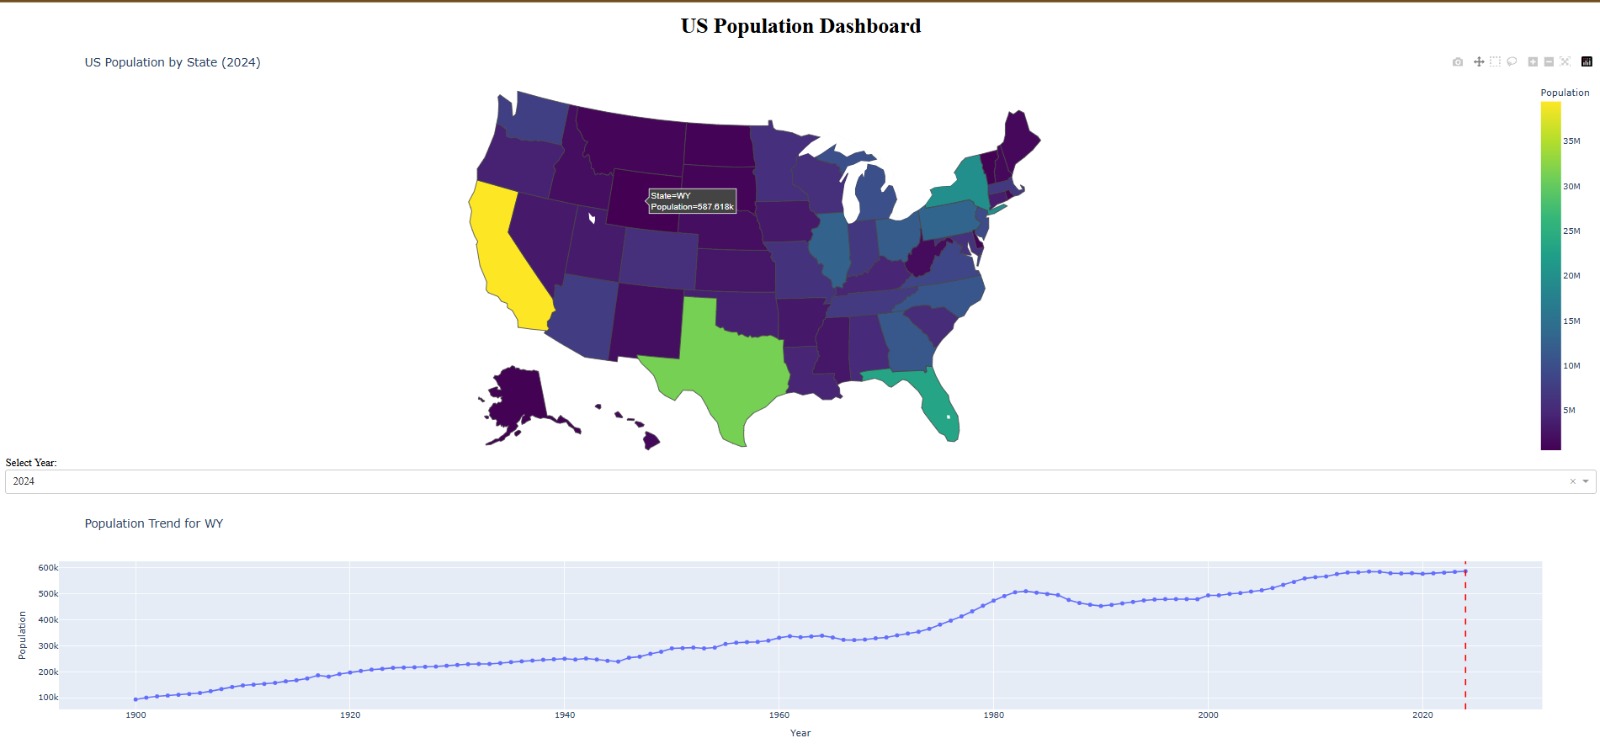 US Population Dashboard
US Population by State (2024)
Population
35M
30M
25M
20M
15M
10M
5M
State=WY
Population=587.618k
Select Year:
2024
Population Trend for WY
600k
500k
400k
300k
200k
100k
Population
1900
1920
1940
1960
1980
2000
2020
Year